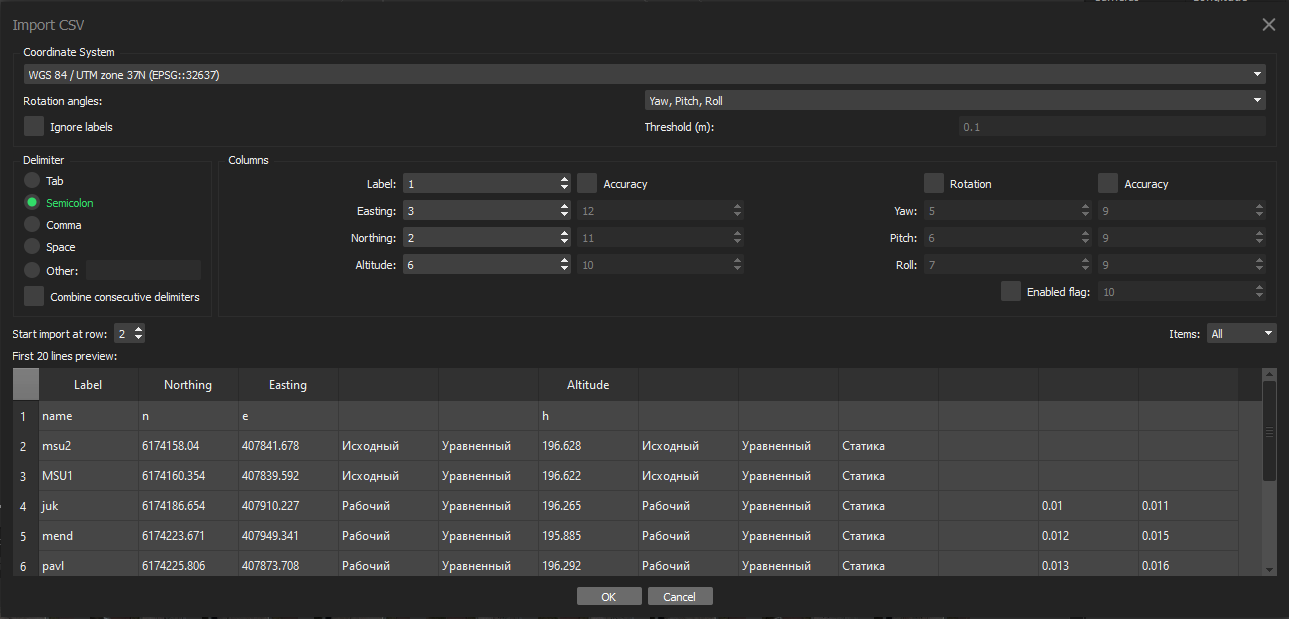 Import CSV
Coordinate System
WGS 84 / UTM zone 37N (EPSG::32637)
Rotation angles: Yaw, Pitch, Roll
Ignore labels Threshold (m): 0.1
Delimiter Columns
Tab
Semicolon
Comma
Space
Other:
Combine consecutive delimiters
Label: 1 Accuracy Rotation Accuracy
Easting: 3 12 Yaw: 5 9
Northing: 2 11 Pitch: 6 9
Altitude: 6 10 Roll: 7 9
Enabled flag: 10
Start import at row: 2 Items: All
First 20 lines preview:
Label Northing Easting Altitude
1 name n e h
2 msu2 6174158.04 407841.678 Исходный Уравненный 196.628 Исходный Уравненный Статика
3 MSU1 6174160.354 407839.592 Исходный Уравненный 196.622 Исходный Уравненный Статика
4 juk 6174186.654 407910.227 Рабочий Уравненный 196.265 Рабочий Уравненный Статика 0.01 0.011
5 mend 6174223.671 407949.341 Рабочий Уравненный 195.885 Рабочий Уравненный Статика 0.012 0.015
6 pavl 6174225.806 407873.708 Рабочий Уравненный 196.292 Рабочий Уравненный Статика 0.013 0.016
OK Cancel